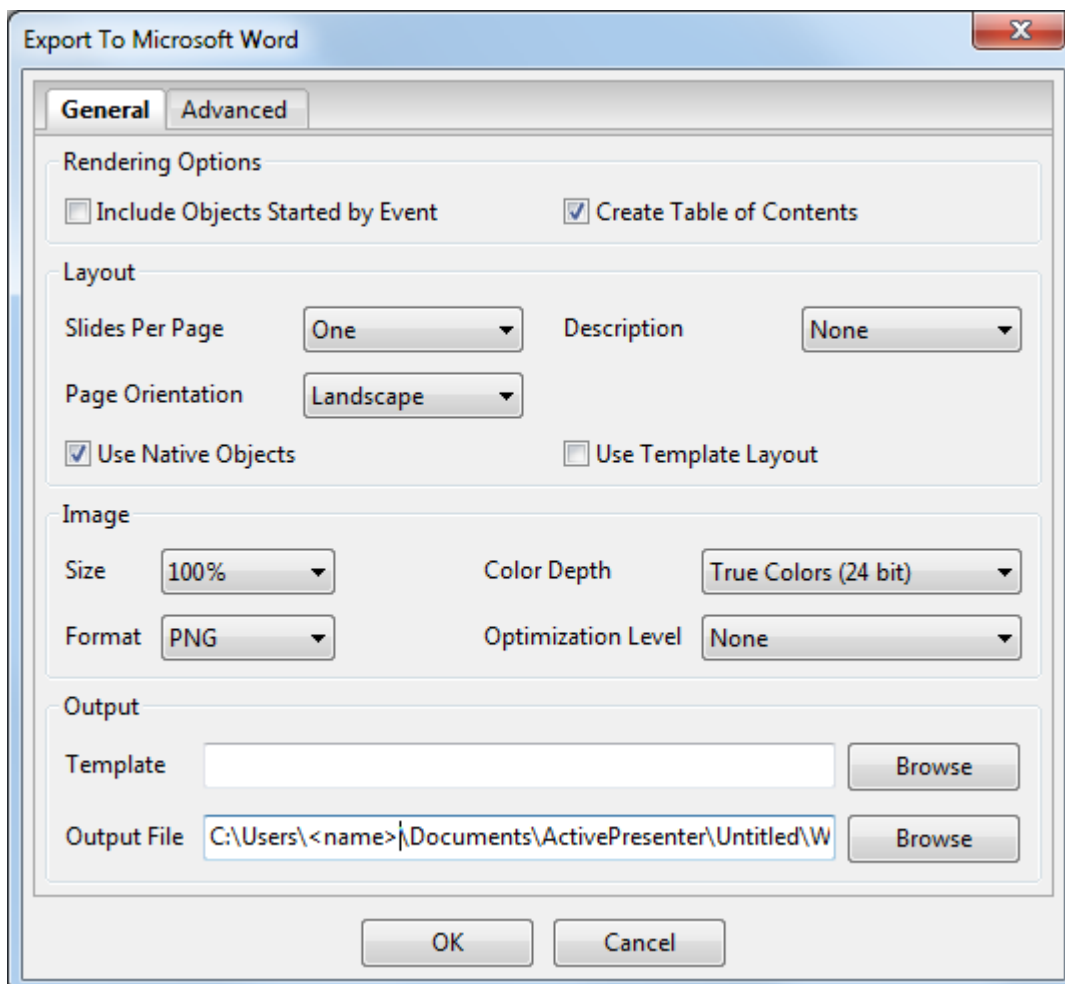 Export To Microsoft Word
X
General Advanced
Rendering Options
Include Objects Started by Event Create Table of Contents
Layout
Slides Per Page One Description None
Page Orientation Landscape
Use Native Objects Use Template Layout
Image
Size 100% Color Depth True Colors (24 bit)
Format PNG Optimization Level None
Output
Template Browse
Output File C:\Users\<name>\Documents\ActivePresenter\Untitled\W Browse
OK Cancel